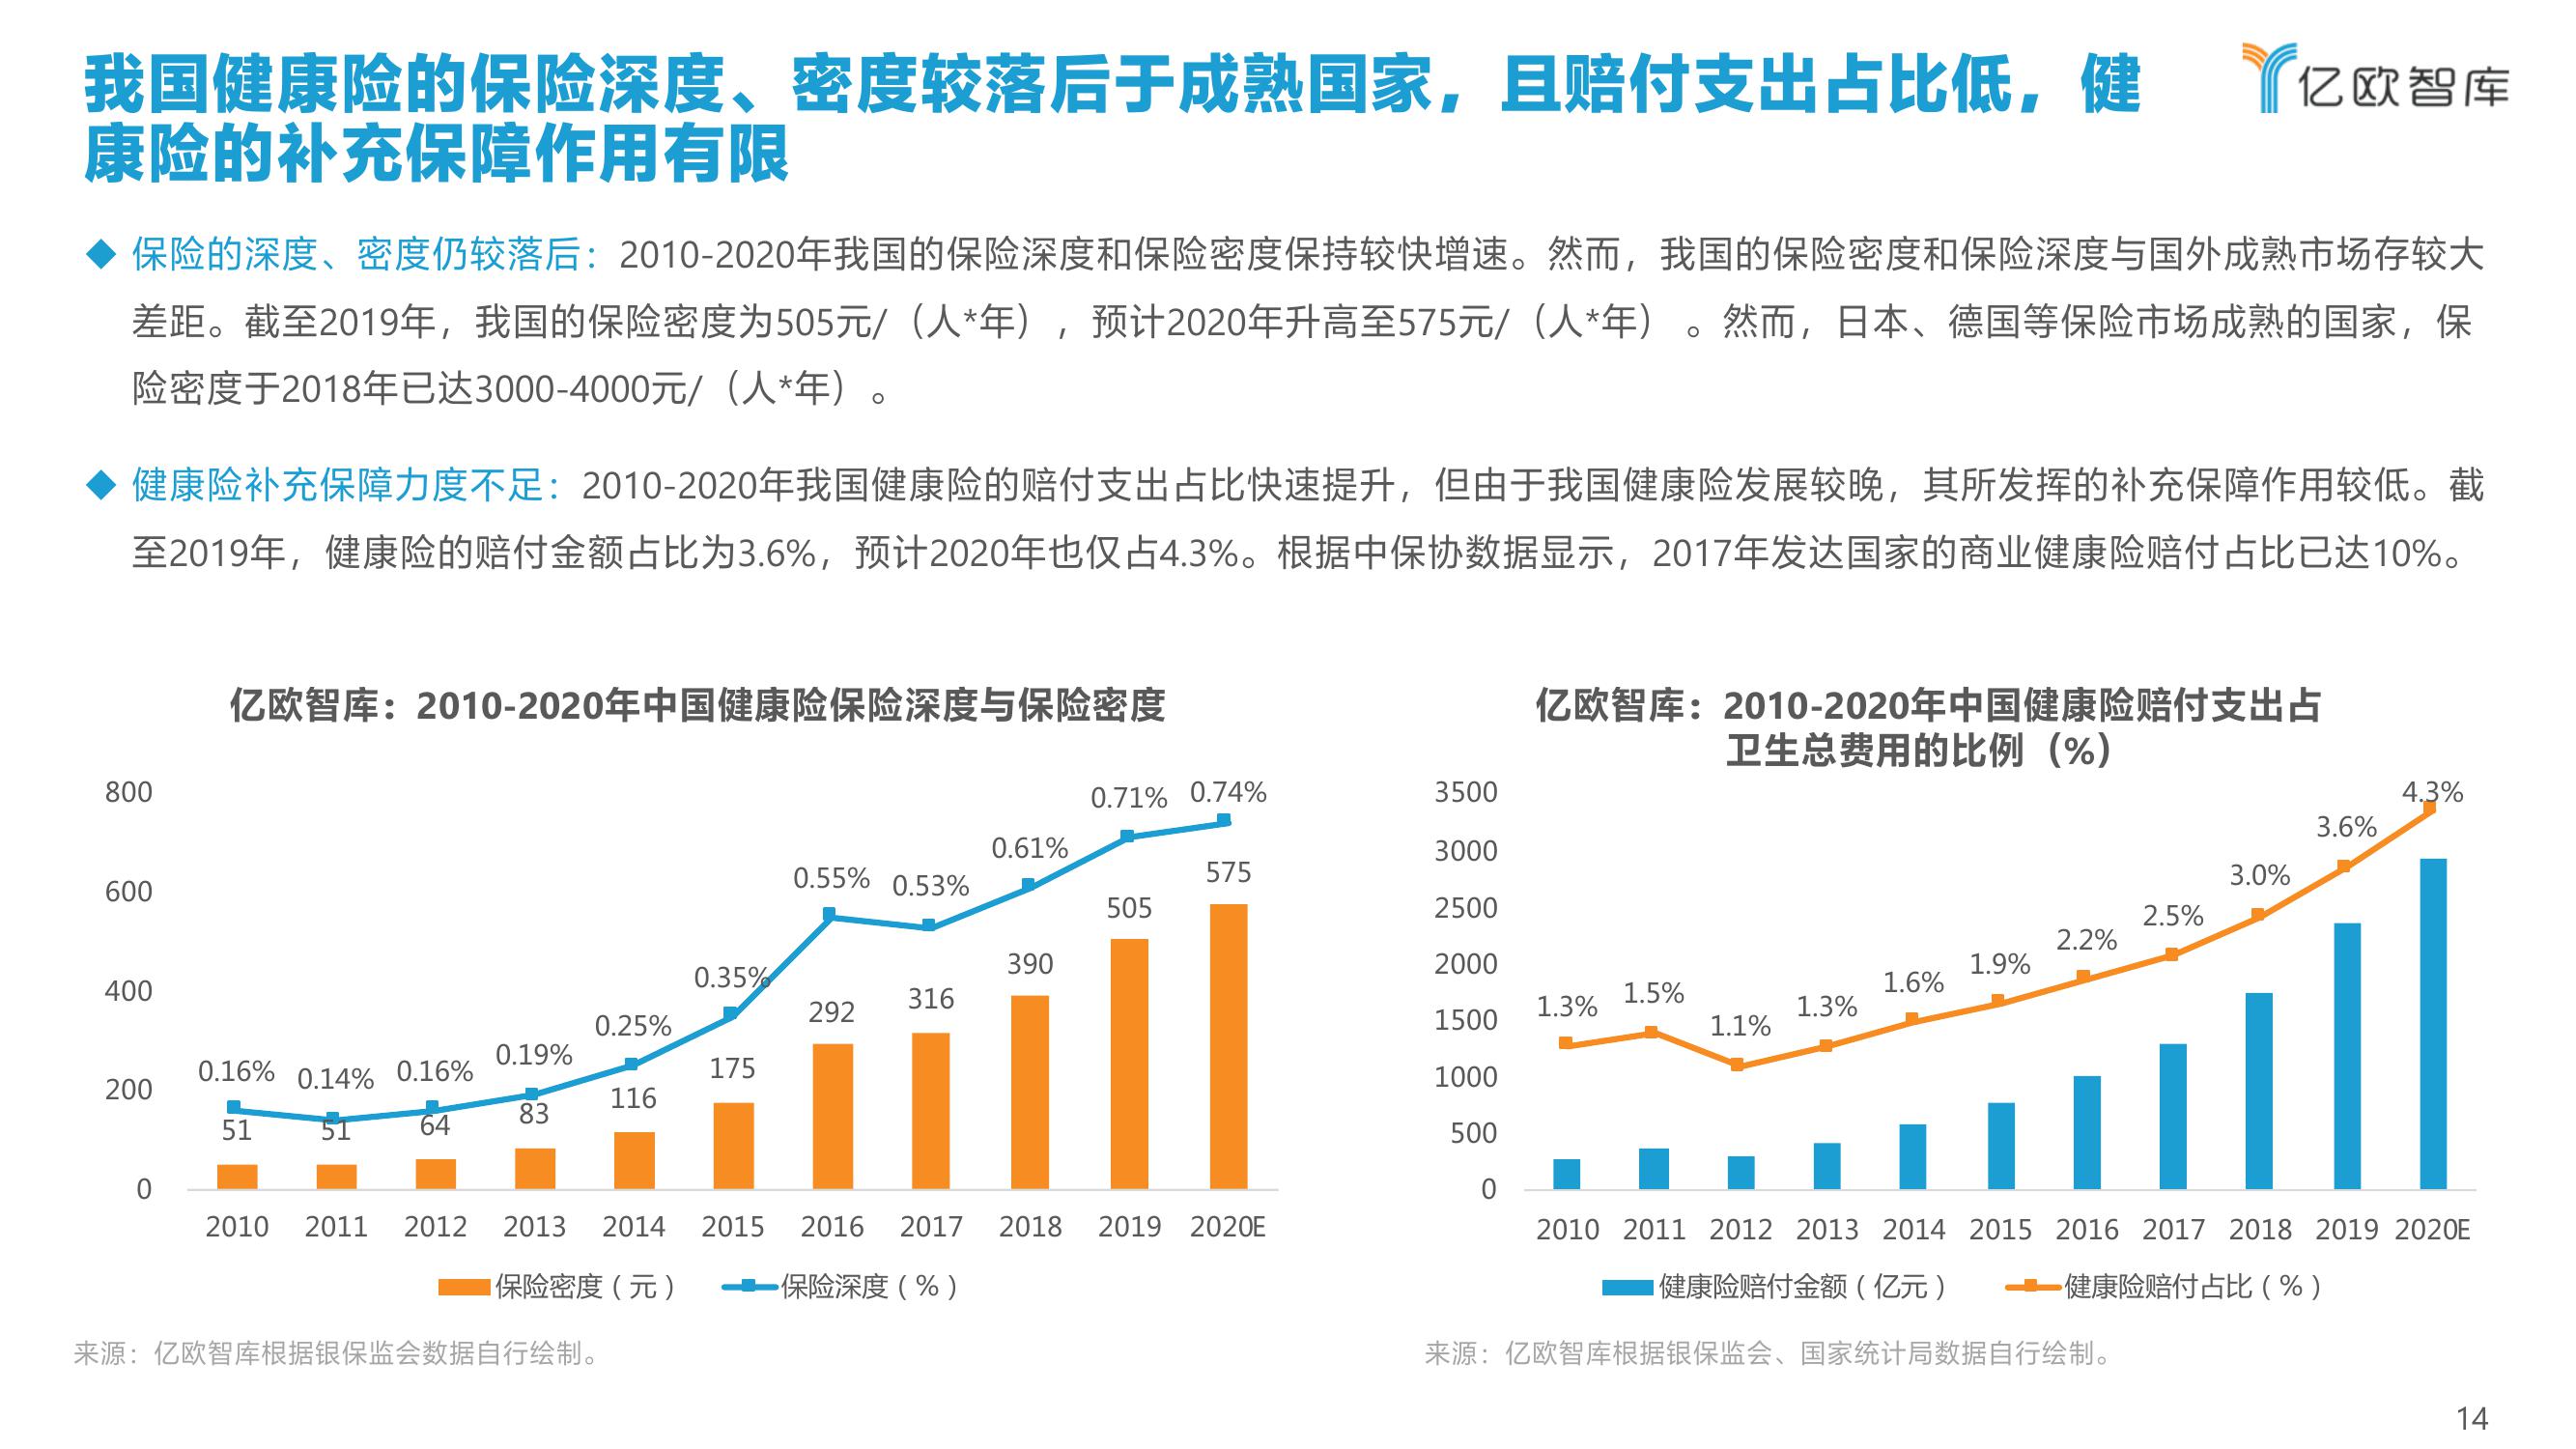 我国健康险的保险深度、密度较落后于成熟国家，且赔付支出占比低，健
康险的补充保障作用有限
亿欧智库
◆ 保险的深度、密度仍较落后：2010-2020年我国的保险深度和保险密度保持较快增速。然而，我国的保险密度和保险深度与国外成熟市场存较大
差距。截至2019年，我国的保险密度为505元/（人*年），预计2020年升高至575元/（人*年） 。然而，日本、德国等保险市场成熟的国家，保
险密度于2018年已达3000-4000元/（人*年）。
◆ 健康险补充保障力度不足：2010-2020年我国健康险的赔付支出占比快速提升，但由于我国健康险发展较晚，其所发挥的补充保障作用较低。截
至2019年，健康险的赔付金额占比为3.6%，预计2020年也仅占4.3%。根据中保协数据显示，2017年发达国家的商业健康险赔付占比已达10%。
亿欧智库：2010-2020年中国健康险保险深度与保险密度
800
600
400
200
0
0.16% 0.14% 0.16% 0.19% 0.25% 0.35% 0.55% 0.53% 0.61% 0.71% 0.74%
51 51 64 83 116 175 292 316 390 505 575
2010 2011 2012 2013 2014 2015 2016 2017 2018 2019 2020E
保险密度（元） 保险深度（%）
来源：亿欧智库根据银保监会数据自行绘制。
亿欧智库：2010-2020年中国健康险赔付支出占
卫生总费用的比例（%）
3500
3000
2500
2000
1500
1000
500
0
1.3% 1.5% 1.1% 1.3% 1.6% 1.9% 2.2% 2.5% 3.0% 3.6% 4.3%
2010 2011 2012 2013 2014 2015 2016 2017 2018 2019 2020E
健康险赔付金额（亿元） 健康险赔付占比（%）
来源：亿欧智库根据银保监会、国家统计局数据自行绘制。
14